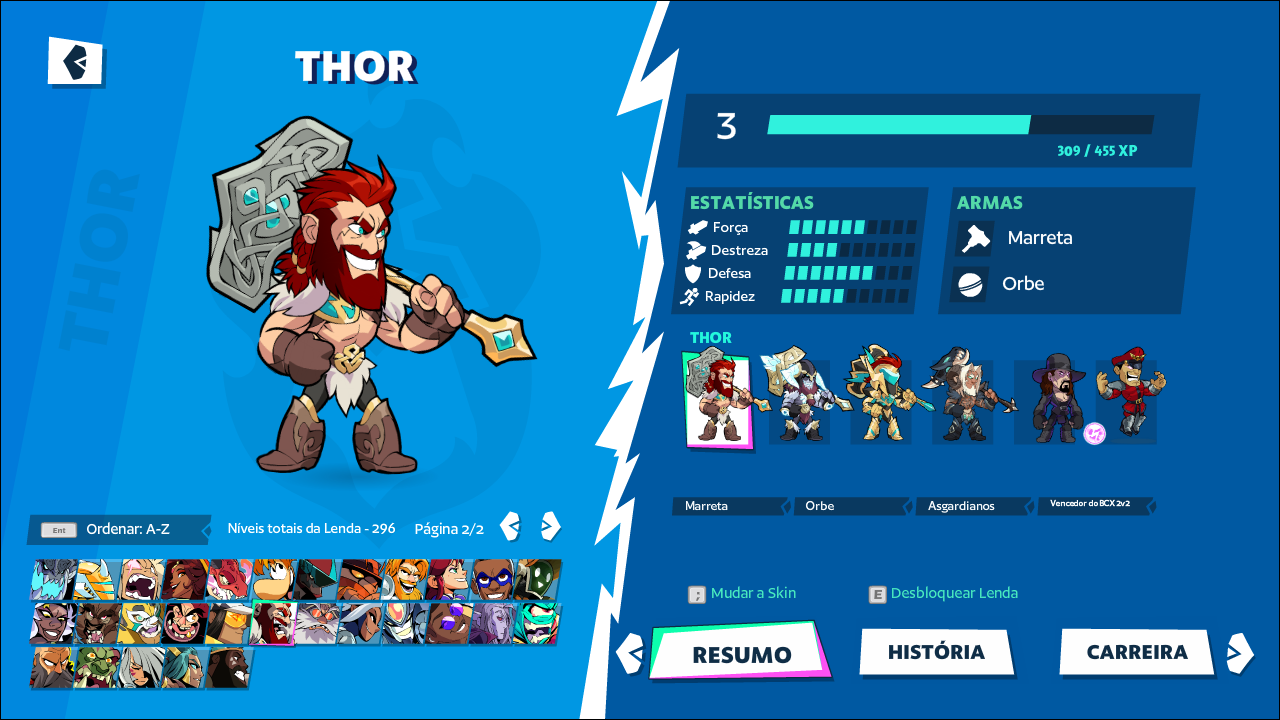 THOR
THOR
3
309 / 455 XP
ESTATÍSTICAS
Força
Destreza
Defesa
Rapidez
ARMAS
Marreta
Orbe
THOR
Marreta
Orbe
Asgardianos
Vencedor do BCX 2v2
Ent Ordenar: A-Z
Níveis totais da Lenda - 296
Página 2/2
; Mudar a Skin
E Desbloquear Lenda
RESUMO
HISTÓRIA
CARREIRA